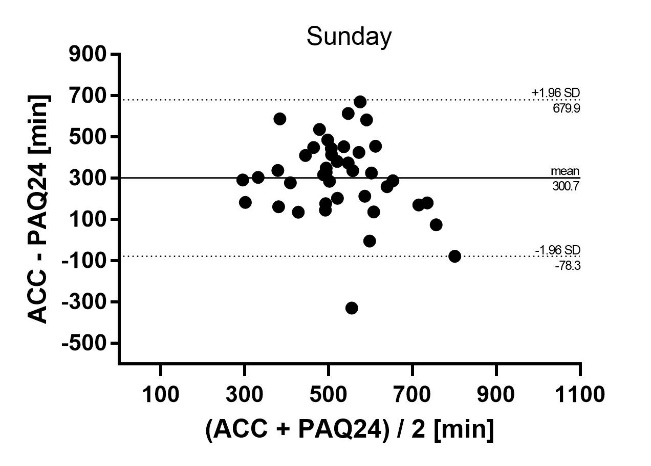 Sunday
900
700
500
300
100
-100
-300
-500
ACC - PAQ24 [min]
+1.96 SD
679.9
mean
300.7
-1.96 SD
-78.3
100 300 500 700 900 1100
(ACC + PAQ24) / 2 [min]